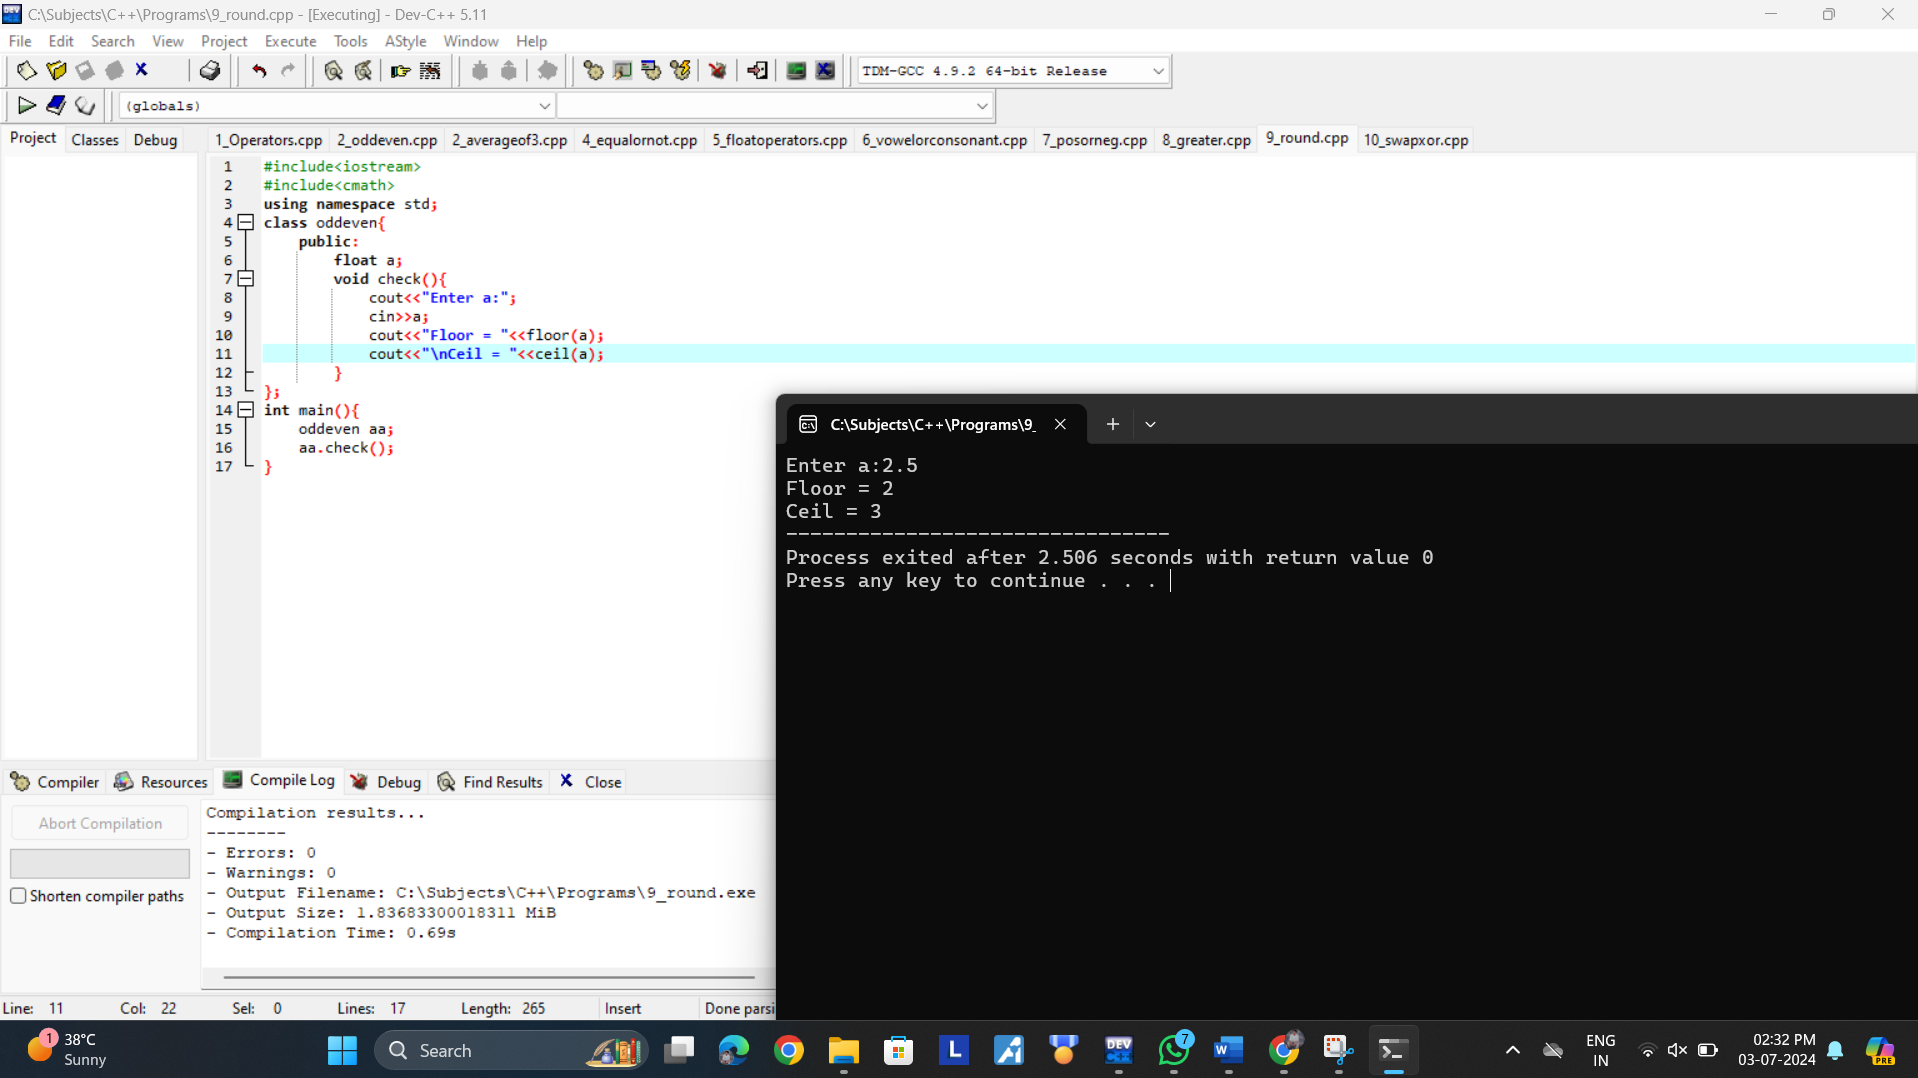 C:\Subjects\C++\Programs\9_round.cpp - [Executing] - Dev-C++ 5.11
File Edit Search View Project Execute Tools AStyle Window Help
TDM-GCC 4.9.2 64-bit Release
(globals)
Project Classes Debug
1_Operators.cpp 2_oddeven.cpp 2_averageof3.cpp 4_equalornot.cpp 5_floatoperators.cpp 6_vowelorconsonant.cpp 7_posorneg.cpp 8_greater.cpp 9_round.cpp 10_swapxor.cpp
1 #include<iostream>
2 #include<cmath>
3 using namespace std;
4 class oddeven{
5 public:
6 float a;
7 void check(){
8 cout<<"Enter a:";
9 cin>>a;
10 cout<<"Floor = "<<floor(a);
11 cout<<"\nCeil = "<<ceil(a);
12 }
13 };
14 int main(){
15 oddeven aa;
16 aa.check();
17 }
C:\Subjects\C++\Programs\9_
Enter a:2.5
Floor = 2
Ceil = 3
--------------------------------
Process exited after 2.506 seconds with return value 0
Press any key to continue . . .
Compiler Resources Compile Log Debug Find Results Close
Abort Compilation
Shorten compiler paths
Compilation results...
--------
- Errors: 0
- Warnings: 0
- Output Filename: C:\Subjects\C++\Programs\9_round.exe
- Output Size: 1.83683300018311 MiB
- Compilation Time: 0.69s
Line: 11 Col: 22 Sel: 0 Lines: 17 Length: 265 Insert Done parsi
1 38°C
Sunny
Search
L
DEV
7
W
ENG
IN
02:32 PM
03-07-2024
PRE